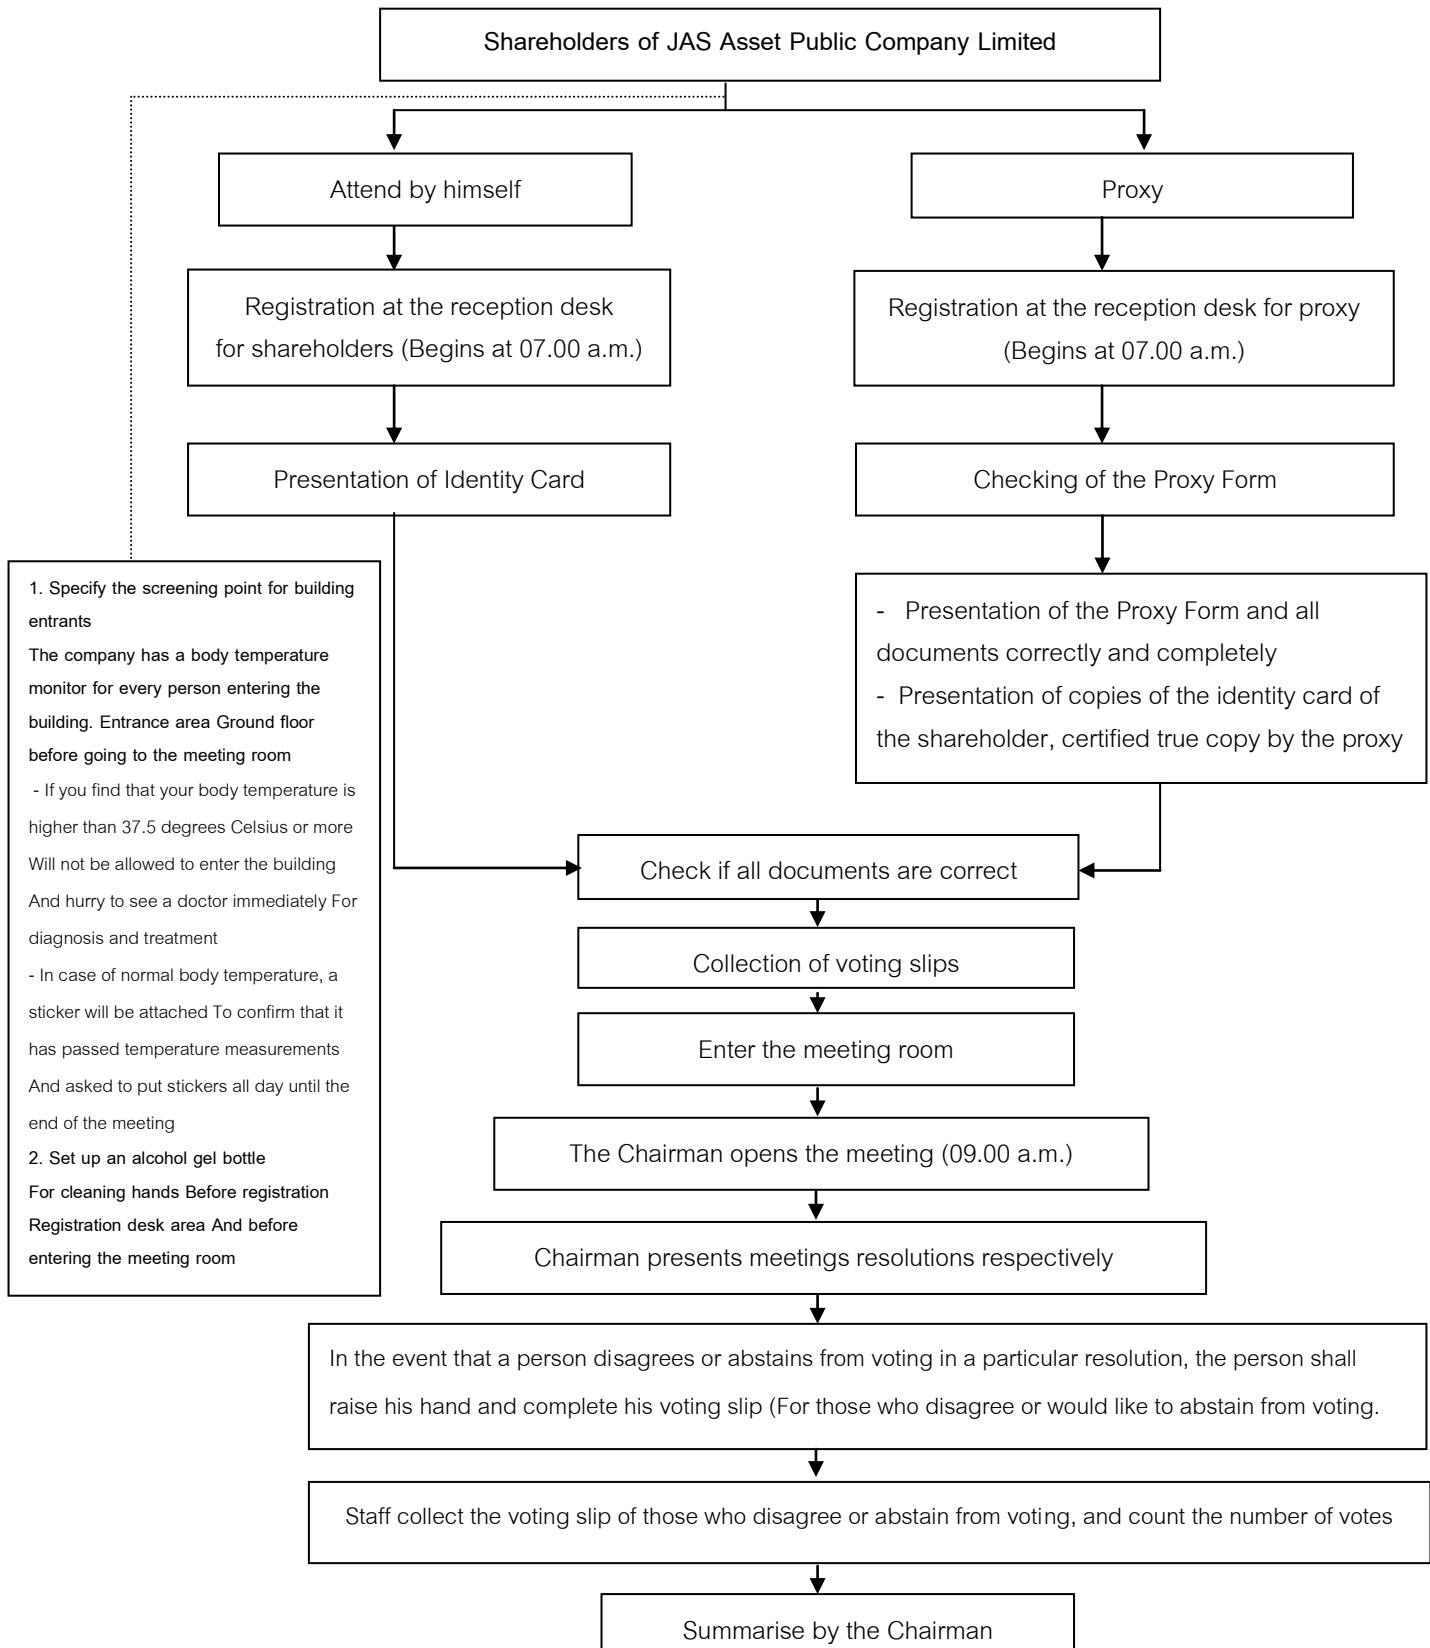 Shareholders of JAS Asset Public Company Limited
Attend by himself
Proxy
Registration at the reception desk
for shareholders (Begins at 07.00 a.m.)
Registration at the reception desk for proxy
(Begins at 07.00 a.m.)
Presentation of Identity Card
Checking of the Proxy Form
- Presentation of the Proxy Form and all
documents correctly and completely
- Presentation of copies of the identity card of
the shareholder, certified true copy by the proxy
1. Specify the screening point for building
entrants
The company has a body temperature
monitor for every person entering the
building. Entrance area Ground floor
before going to the meeting room
- If you find that your body temperature is
higher than 37.5 degrees Celsius or more
Will not be allowed to enter the building
And hurry to see a doctor immediately For
diagnosis and treatment
- In case of normal body temperature, a
sticker will be attached To confirm that it
has passed temperature measurements
And asked to put stickers all day until the
end of the meeting
2. Set up an alcohol gel bottle
For cleaning hands Before registration
Registration desk area And before
entering the meeting room
Check if all documents are correct
Collection of voting slips
Enter the meeting room
The Chairman opens the meeting (09.00 a.m.)
Chairman presents meetings resolutions respectively
In the event that a person disagrees or abstains from voting in a particular resolution, the person shall
raise his hand and complete his voting slip (For those who disagree or would like to abstain from voting.
Staff collect the voting slip of those who disagree or abstain from voting, and count the number of votes
Summarise by the Chairman